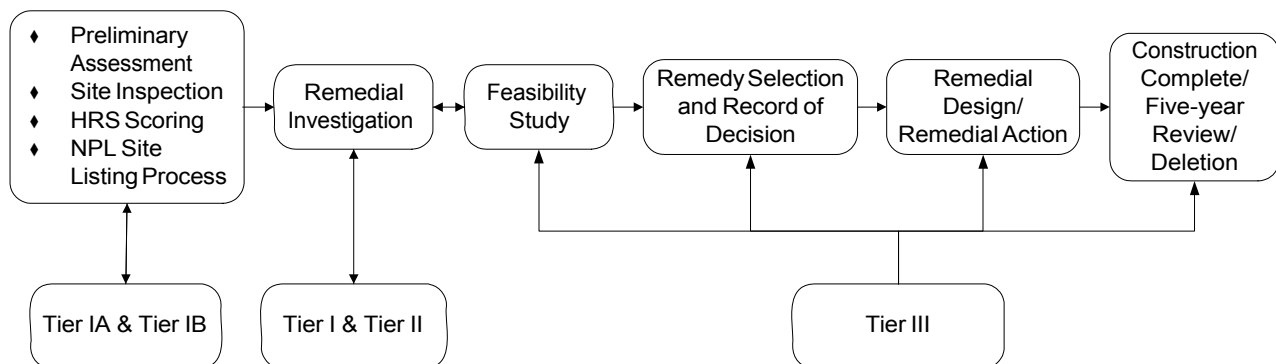 ♦ Preliminary
Assessment
♦ Site Inspection
♦ HRS Scoring
♦ NPL Site
Listing Process
Remedial
Investigation
Feasibility
Study
Remedy Selection
and Record of
Decision
Remedial
Design/
Remedial Action
Construction
Complete/
Five-year
Review/
Deletion
Tier IA & Tier IB
Tier I & Tier II
Tier III